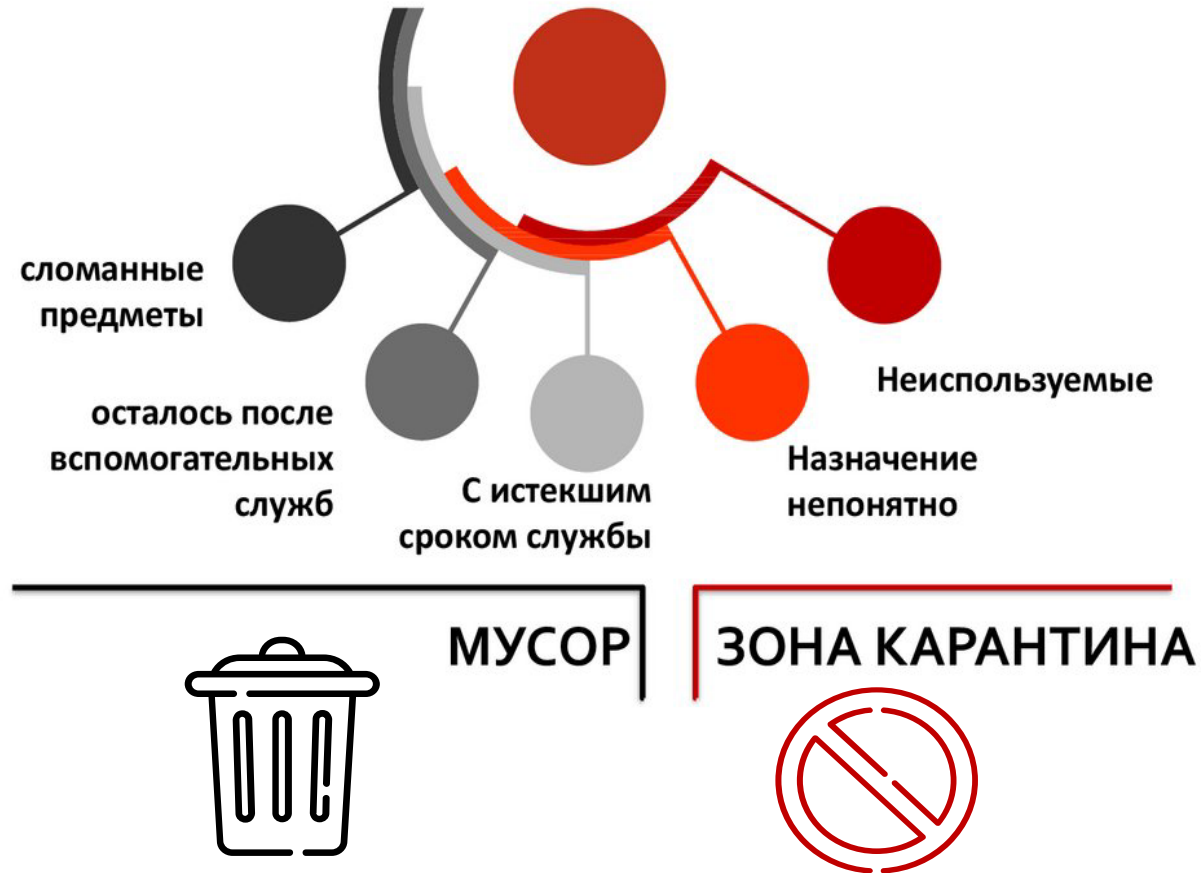 сломанные
предметы
осталось после
вспомогательных
служб
С истекшим
сроком службы
Назначение
непонятно
Неиспользуемые
МУСОР
ЗОНА КАРАНТИНА